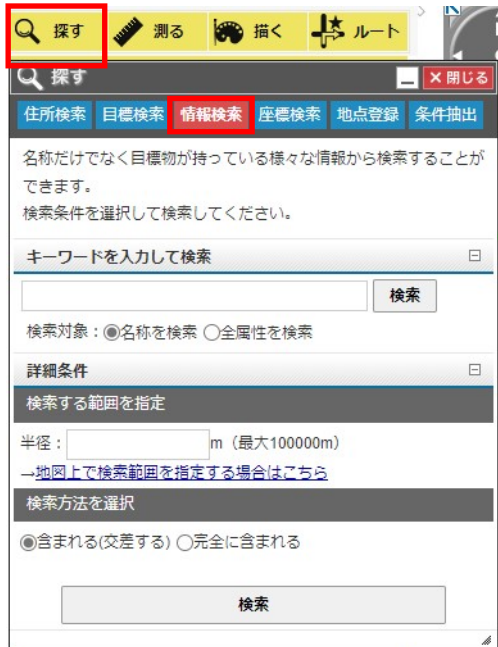 探す 測る 描く ルート
探す ×閉じる
住所検索 目標検索 情報検索 座標検索 地点登録 条件抽出
名称だけでなく目標物が持っている様々な情報から検索することが
できます。
検索条件を選択して検索してください。
キーワードを入力して検索
検索
検索対象：◉名称を検索 ○全属性を検索
詳細条件
検索する範囲を指定
半径： m（最大100000m）
→地図上で検索範囲を指定する場合はこちら
検索方法を選択
◉含まれる(交差する) ○完全に含まれる
検索